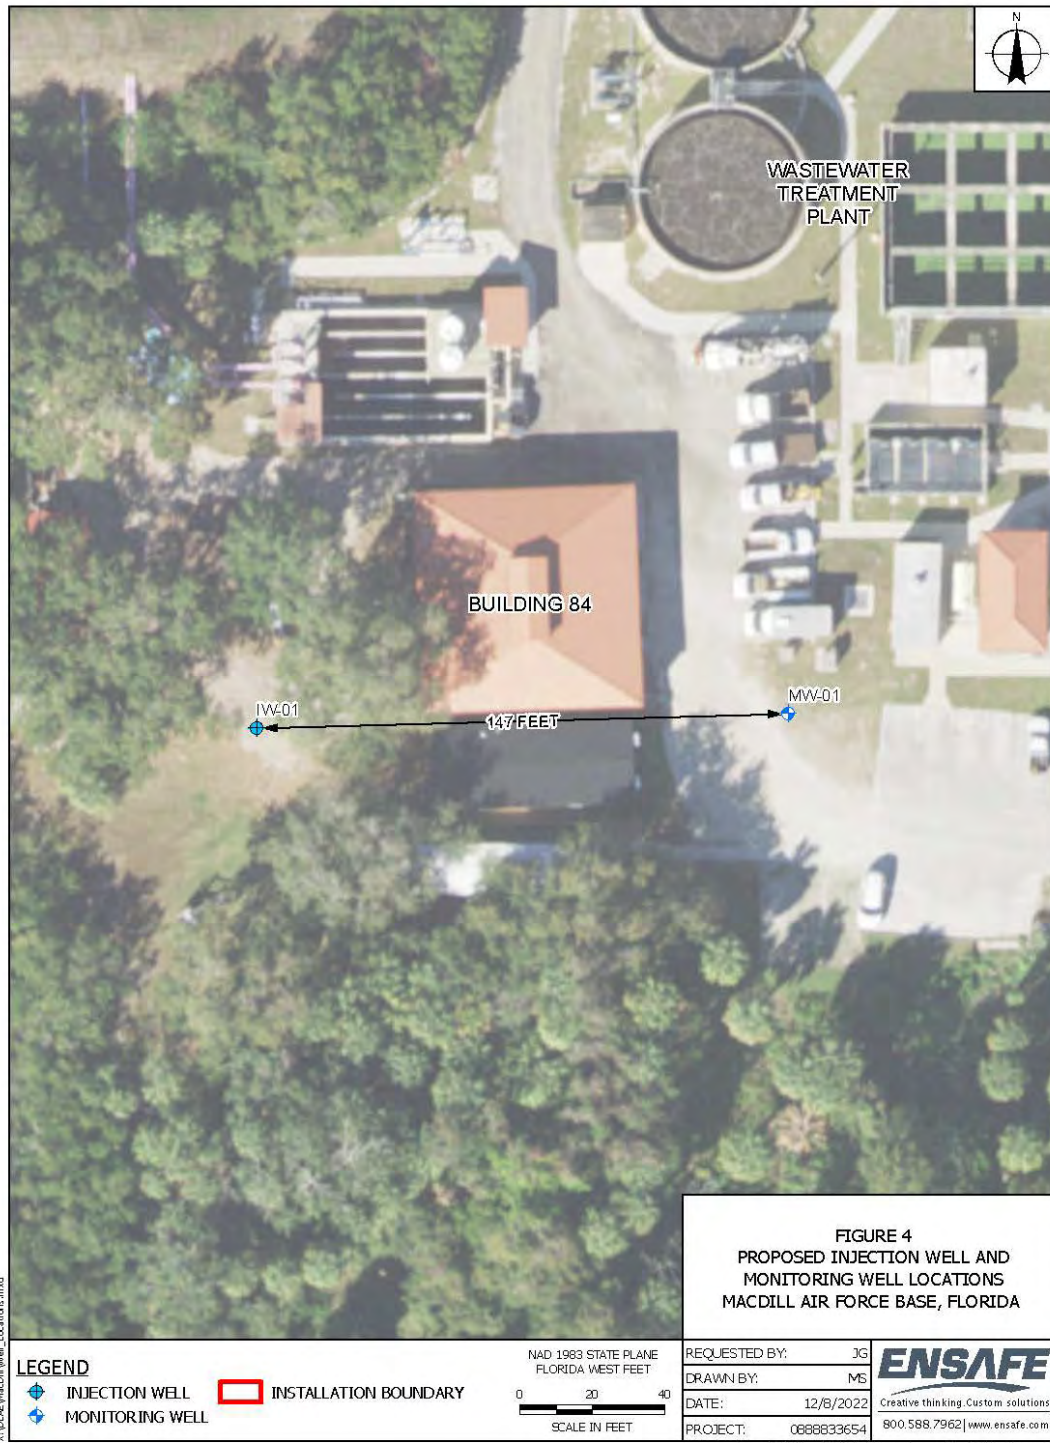 N
WASTEWATER
TREATMENT
PLANT
BUILDING 84
IW-01
MW-01
147 FEET
FIGURE 4
PROPOSED INJECTION WELL AND
MONITORING WELL LOCATIONS
MACDILL AIR FORCE BASE, FLORIDA
LEGEND
INJECTION WELL
INSTALLATION BOUNDARY
MONITORING WELL
NAD 1983 STATE PLANE
FLORIDA WEST FEET
0 20 40
SCALE IN FEET
REQUESTED BY: JG
DRAWN BY: MS
DATE: 12/8/2022
PROJECT: 0888833654
ENSAFE
Creative thinking. Custom solutions
800.588.7962 | www.ensafe.com